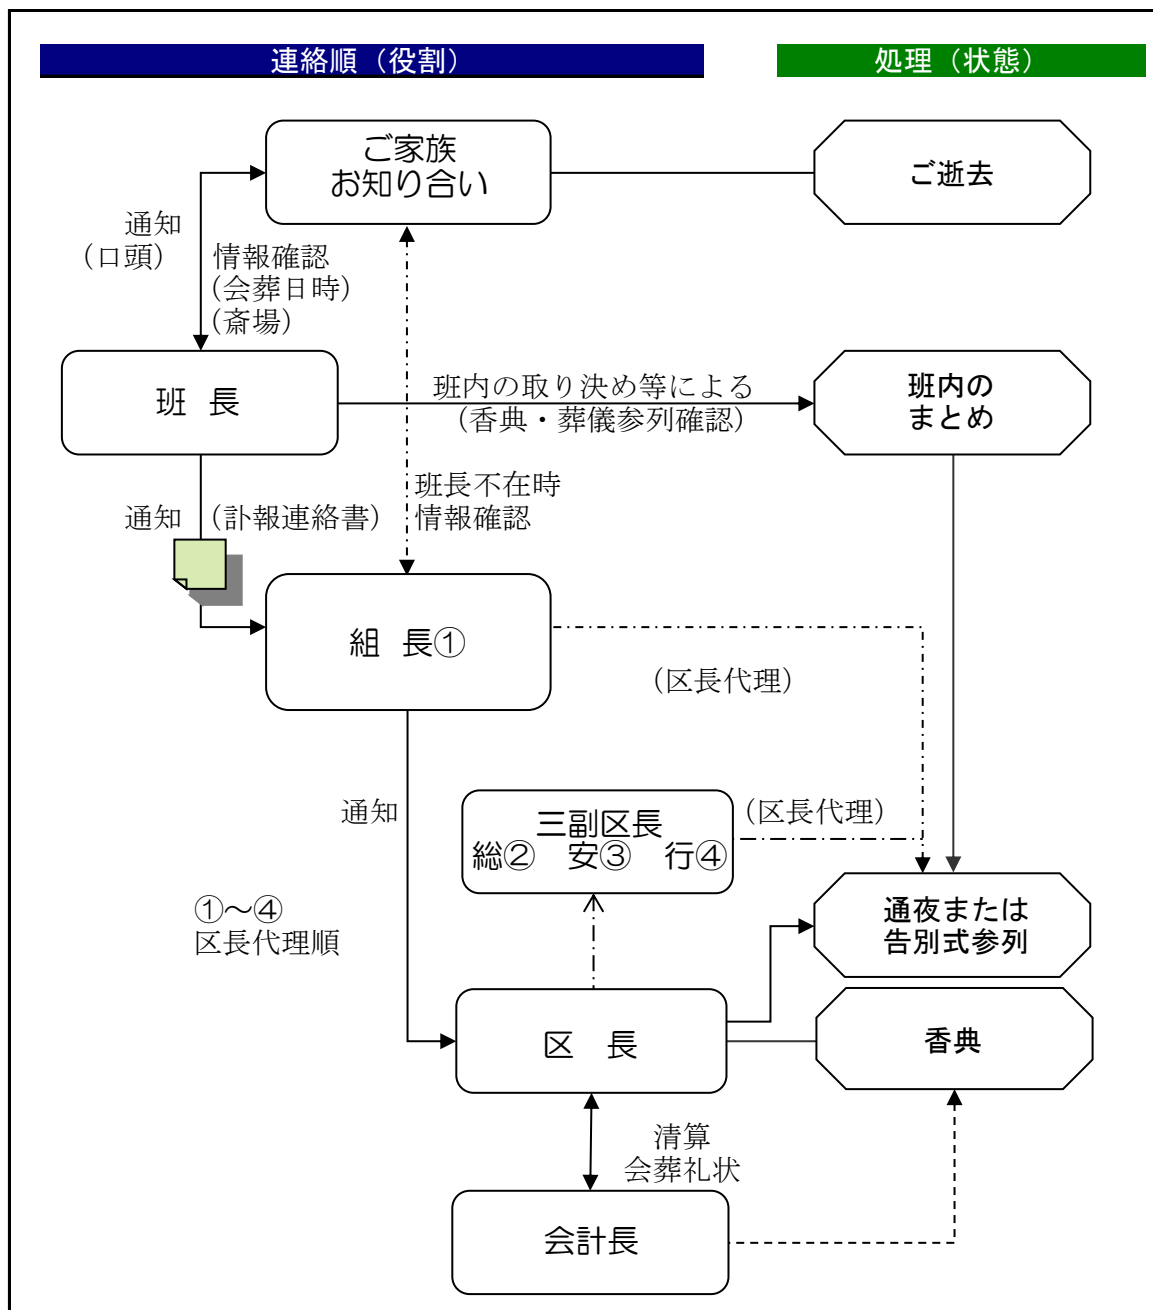 連絡順（役割）
処理（状態）
ご家族
お知り合い
ご逝去
通知
（口頭）
情報確認
（会葬日時）
（斎場）
班 長
班内の取り決め等による
（香典・葬儀参列確認）
班内の
まとめ
通知
（訃報連絡書）
班長不在時
情報確認
組 長①
（区長代理）
通知
三副区長
総② 安③ 行④
（区長代理）
①～④
区長代理順
通夜または
告別式参列
区 長
香典
清算
会葬礼状
会計長